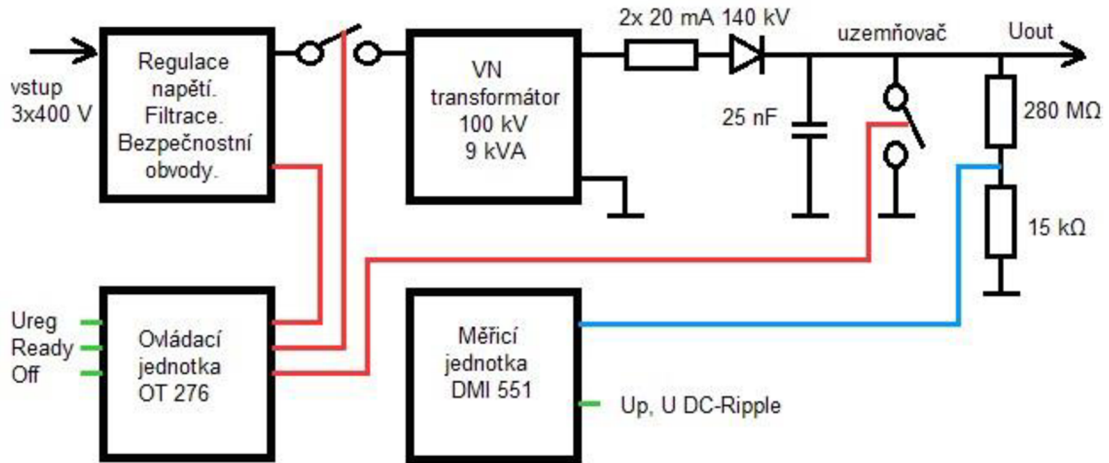 2x 20 mA 140 kV
uzemňovač
Uout
vstup
3x400 V
Regulace
napětí.
Filtrace.
Bezpečnostní
obvody.
VN
transformátor
100 kV
9 kVA
25 nF
280 MΩ
15 kΩ
Ureg
Ready
Off
Ovládací
jednotka
OT 276
Měřicí
jednotka
DMI 551
Up, U DC-Ripple